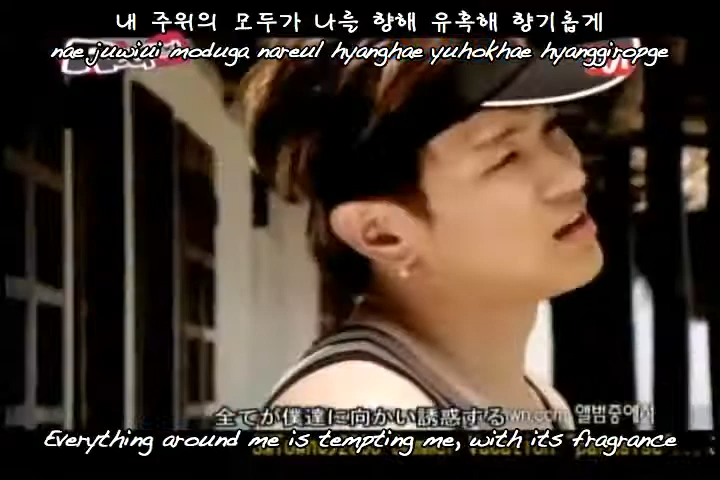 내 주위의 모두가 나를 향해 유혹해 향기롭게
nae juwiui moduga nareul hyanghae yuhokhae hyanggiropge
全てが僕達に向かい誘惑する
wn.com 앨범중에서
Everything around me is tempting me, with its fragrance